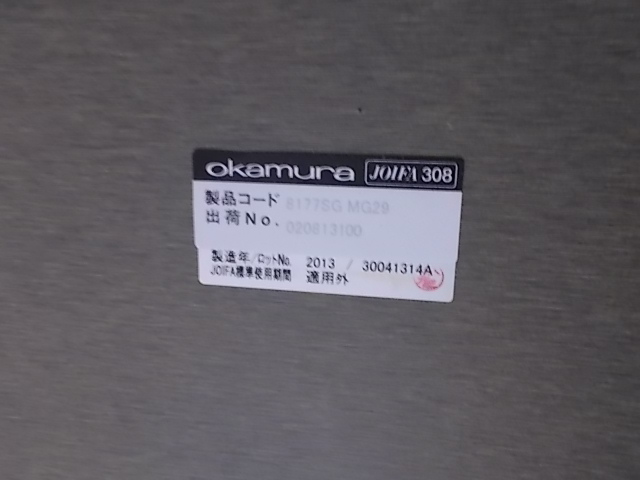 okamura JOIFA 308
製品コード 8177SG MG29
出荷No. 020813100
製造年/ロットNo. 2013 / 30041314A
JOIFA標準使用期間 適用外